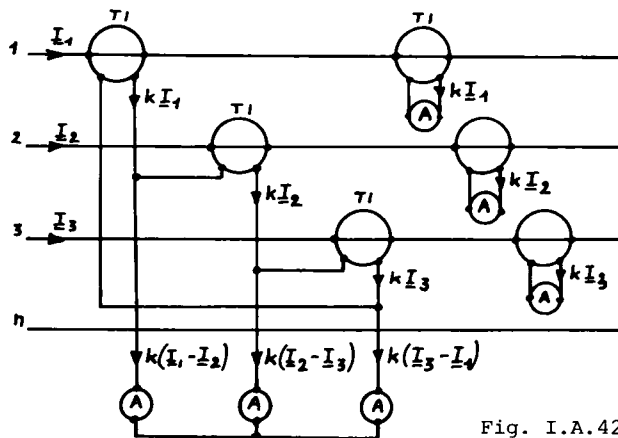 TI
TI
1 I1
kI1
kI1
A
TI
2 I2
kI2
kI2
A
TI
3 I3
kI3
kI3
A
n
k(I1-I2)
k(I2-I3)
k(I3-I1)
A
A
A
Fig. I.A.42